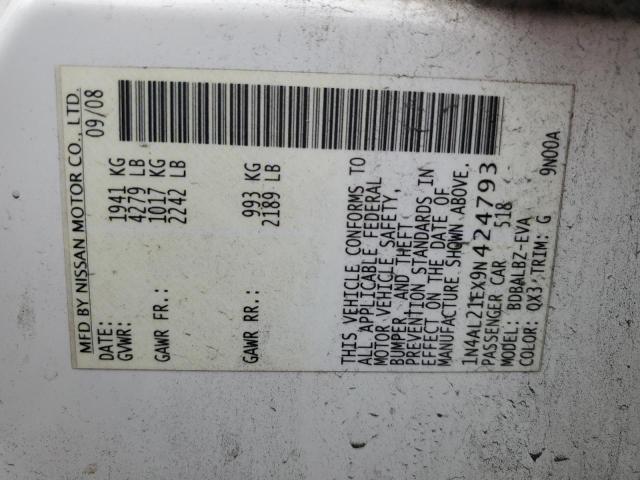 MFD BY NISSAN MOTOR CO., LTD.
DATE: 09/08
GVWR: 1941 KG
4279 LB
GAWR FR.: 1017 KG
2242 LB
GAWR RR.: 993 KG
2189 LB
THIS VEHICLE CONFORMS TO
ALL APPLICABLE FEDERAL
MOTOR VEHICLE SAFETY,
BUMPER, AND THEFT
PREVENTION STANDARDS IN
EFFECT ON THE DATE OF
MANUFACTURE SHOWN ABOVE.
1N4AL21EX9N424793
PASSENGER CAR 518
MODEL: BDBALBZ-EVA
COLOR: QX3 TRIM: G 9N00A